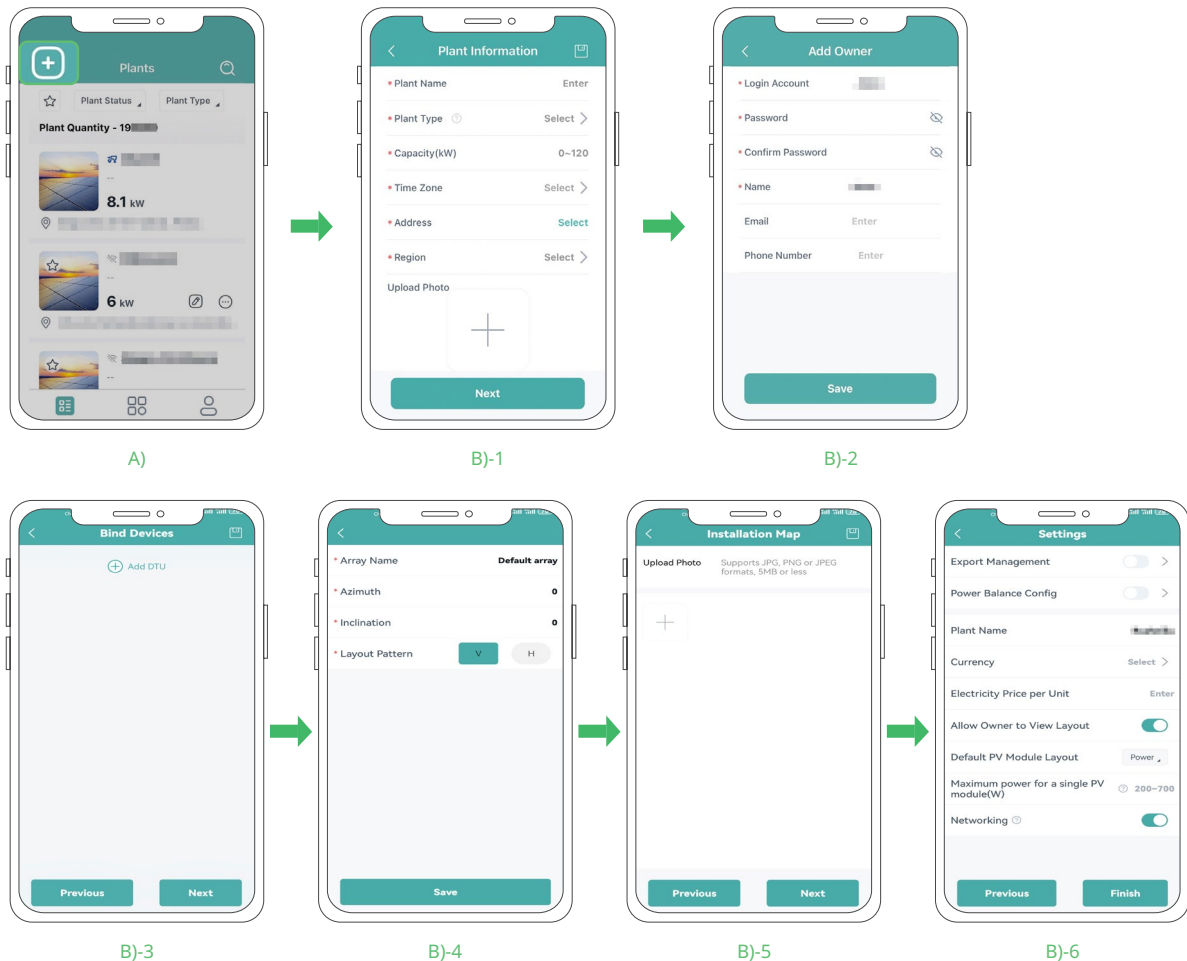 Plants
Plant Status
Plant Type
Plant Quantity - 19
--
8.1 kW
--
6 kW
--
A)
Plant Information
* Plant Name Enter
* Plant Type Select
* Capacity(kW) 0~120
* Time Zone Select
* Address Select
* Region Select
Upload Photo
Next
B)-1
Add Owner
* Login Account
* Password
* Confirm Password
* Name
Email Enter
Phone Number Enter
Save
B)-2
Bind Devices
Add DTU
Previous Next
B)-3
* Array Name Default array
* Azimuth 0
* Inclination 0
* Layout Pattern V H
Save
B)-4
Installation Map
Upload Photo Supports JPG, PNG or JPEG
formats, 5MB or less
Previous Next
B)-5
Settings
Export Management
Power Balance Config
Plant Name
Currency Select
Electricity Price per Unit Enter
Allow Owner to View Layout
Default PV Module Layout Power
Maximum power for a single PV
module(W) 200~700
Networking
Previous Finish
B)-6